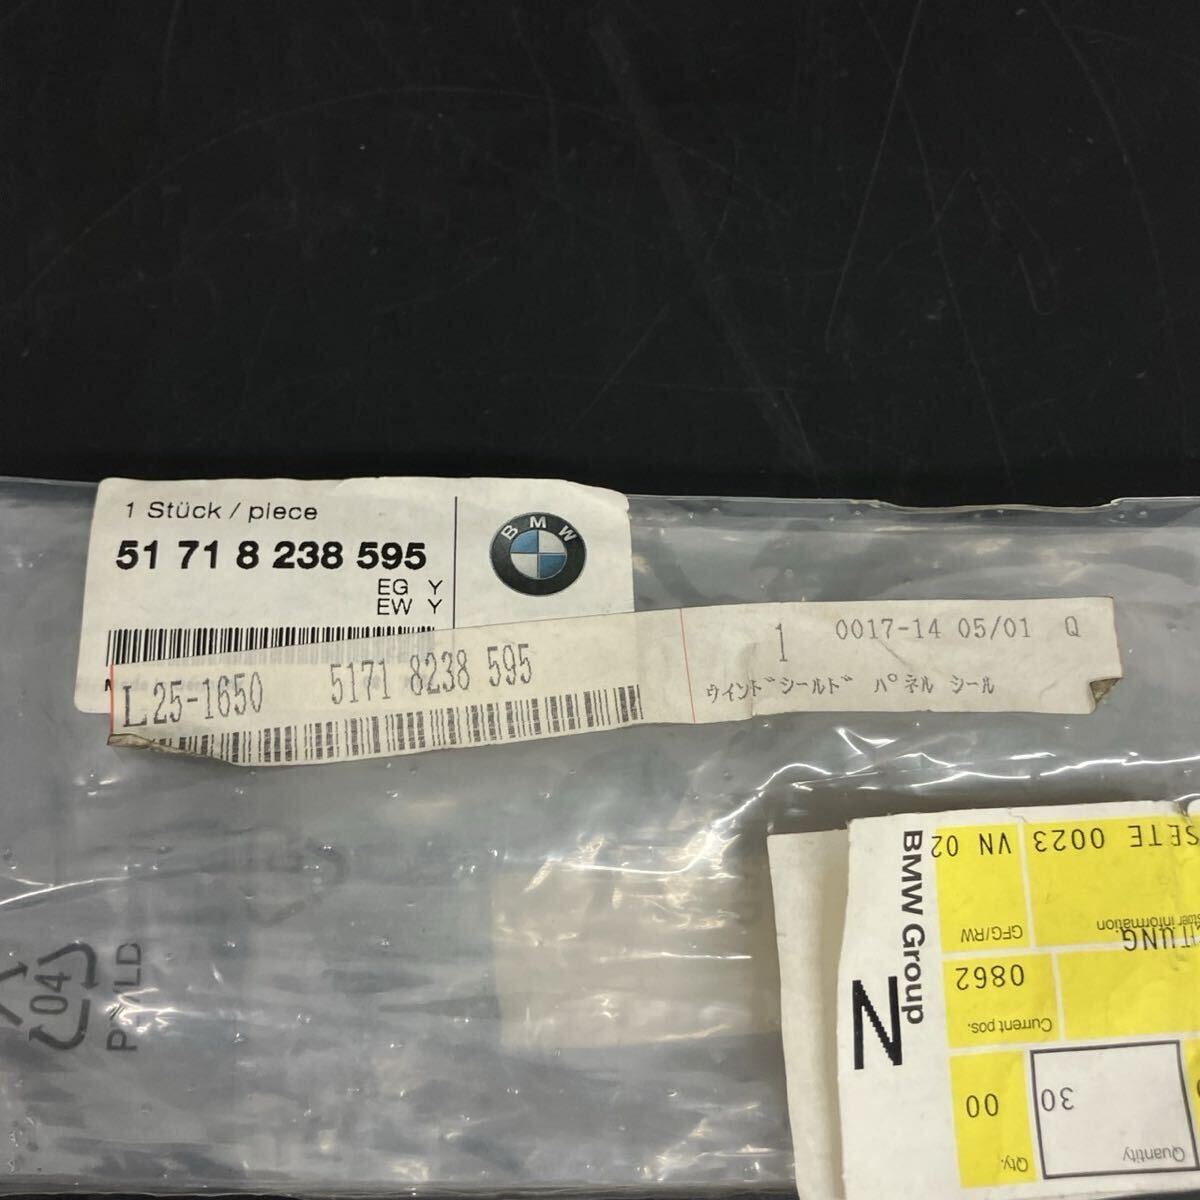 1 Stück / piece
51 71 8 238 595
EG Y
EW Y
BMW
L 25-1650 5171 8238 595
1 0017-14 05/01 Q
ウインドシールド パネル シール
04
BMW Group
N
SETE 0023 VN 02
GFG/RW
HTUNG
0862
Current pos.
00
Qty.
30
Quantity